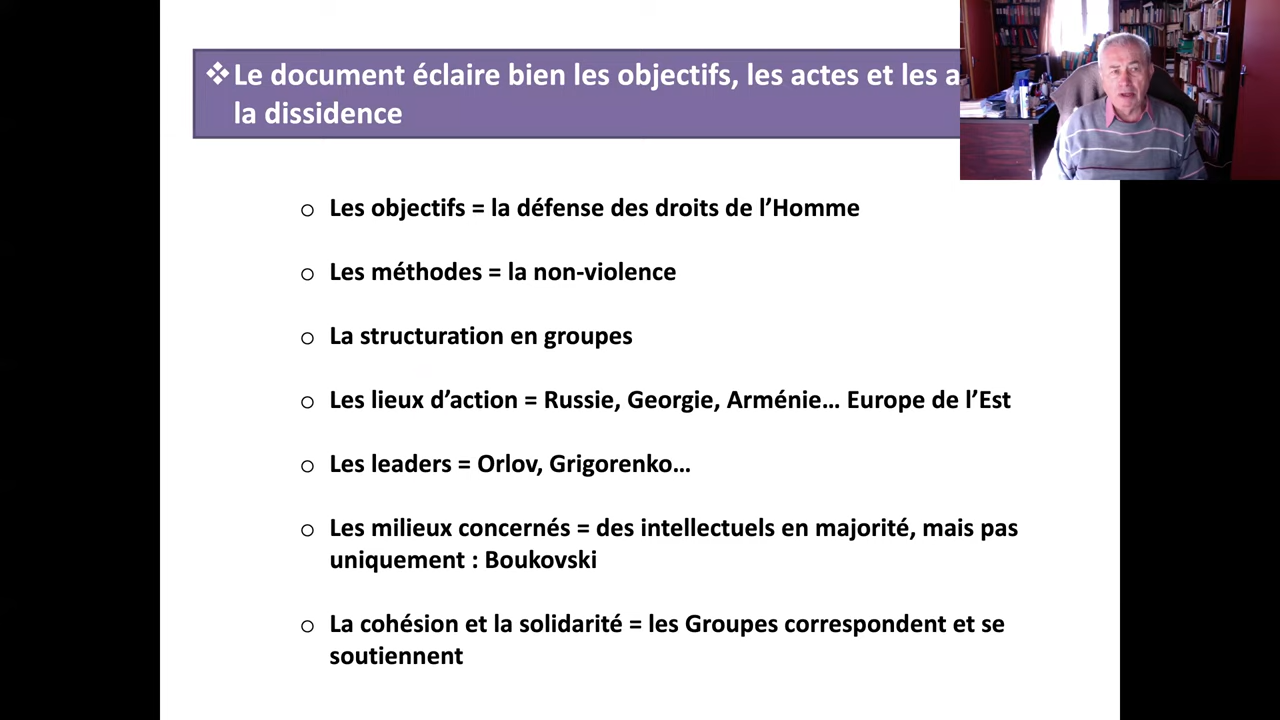 ❖Le document éclaire bien les objectifs, les actes et les
la dissidence
o Les objectifs = la défense des droits de l’Homme
o Les méthodes = la non-violence
o La structuration en groupes
o Les lieux d’action = Russie, Georgie, Arménie… Europe de l’Est
o Les leaders = Orlov, Grigorenko…
o Les milieux concernés = des intellectuels en majorité, mais pas
uniquement : Boukovski
o La cohésion et la solidarité = les Groupes correspondent et se
soutiennent